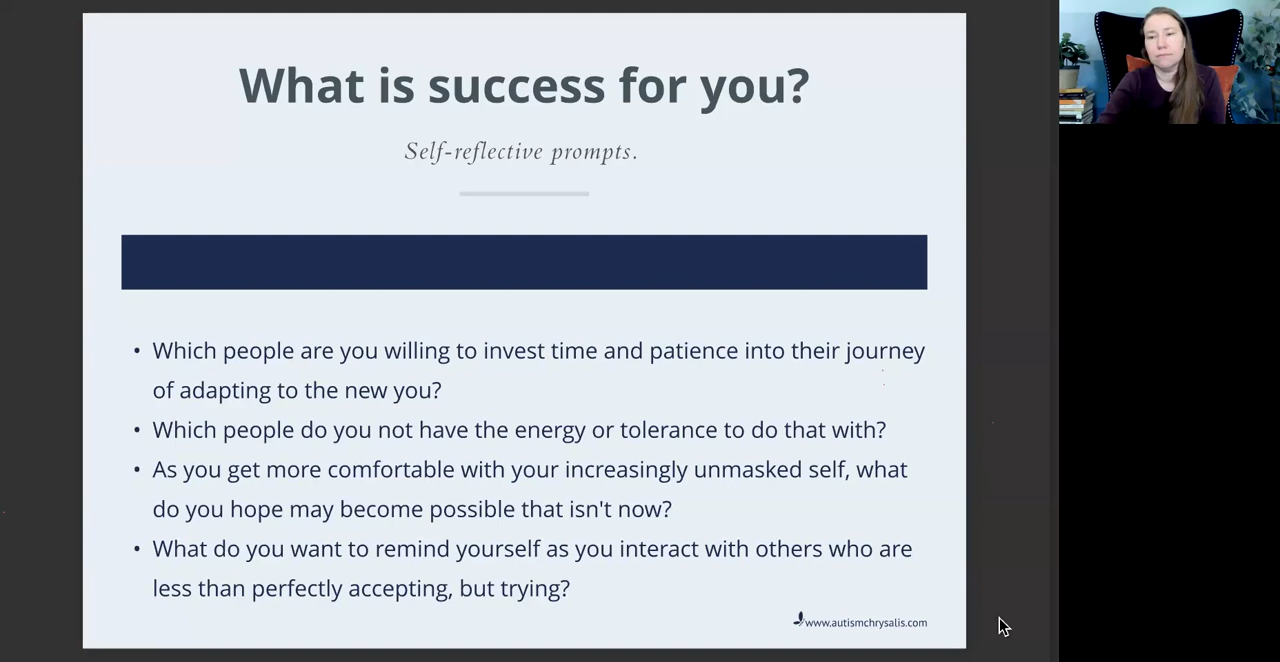 What is success for you?
Self-reflective prompts.
• Which people are you willing to invest time and patience into their journey
of adapting to the new you?
• Which people do you not have the energy or tolerance to do that with?
• As you get more comfortable with your increasingly unmasked self, what
do you hope may become possible that isn't now?
• What do you want to remind yourself as you interact with others who are
less than perfectly accepting, but trying?
www.autismchrysalis.com